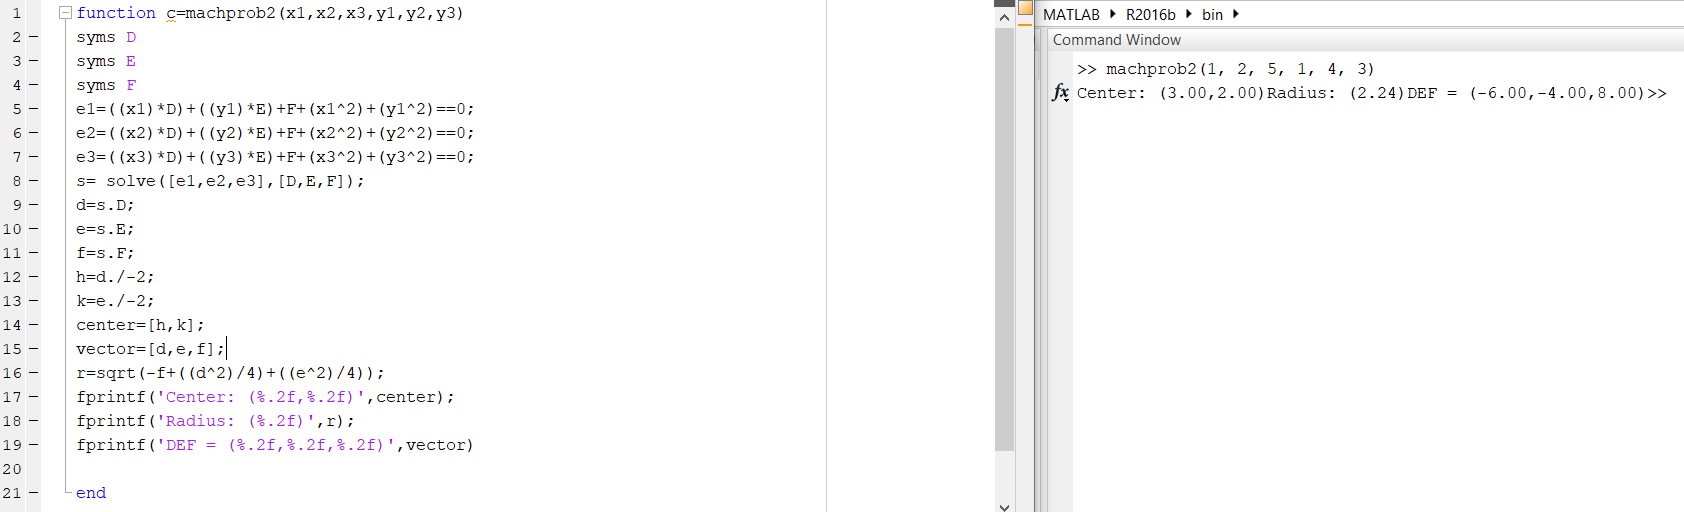 1 function c=machprob2(x1,x2,x3,y1,y2,y3)
2 – syms D
3 – syms E
4 – syms F
5 – e1=((x1)*D)+((y1)*E)+F+(x1^2)+(y1^2)==0;
6 – e2=((x2)*D)+((y2)*E)+F+(x2^2)+(y2^2)==0;
7 – e3=((x3)*D)+((y3)*E)+F+(x3^2)+(y3^2)==0;
8 – s= solve([e1,e2,e3],[D,E,F]);
9 – d=s.D;
10 – e=s.E;
11 – f=s.F;
12 – h=d./-2;
13 – k=e./-2;
14 – center=[h,k];
15 – vector=[d,e,f];
16 – r=sqrt(-f+((d^2)/4)+((e^2)/4));
17 – fprintf('Center: (%.2f,%.2f)',center);
18 – fprintf('Radius: (%.2f)',r);
19 – fprintf('DEF = (%.2f,%.2f,%.2f)',vector)
20
21 – end
MATLAB ▶ R2016b ▶ bin ▶
Command Window
>> machprob2(1, 2, 5, 1, 4, 3)
fx Center: (3.00,2.00)Radius: (2.24)DEF = (-6.00,-4.00,8.00)>>